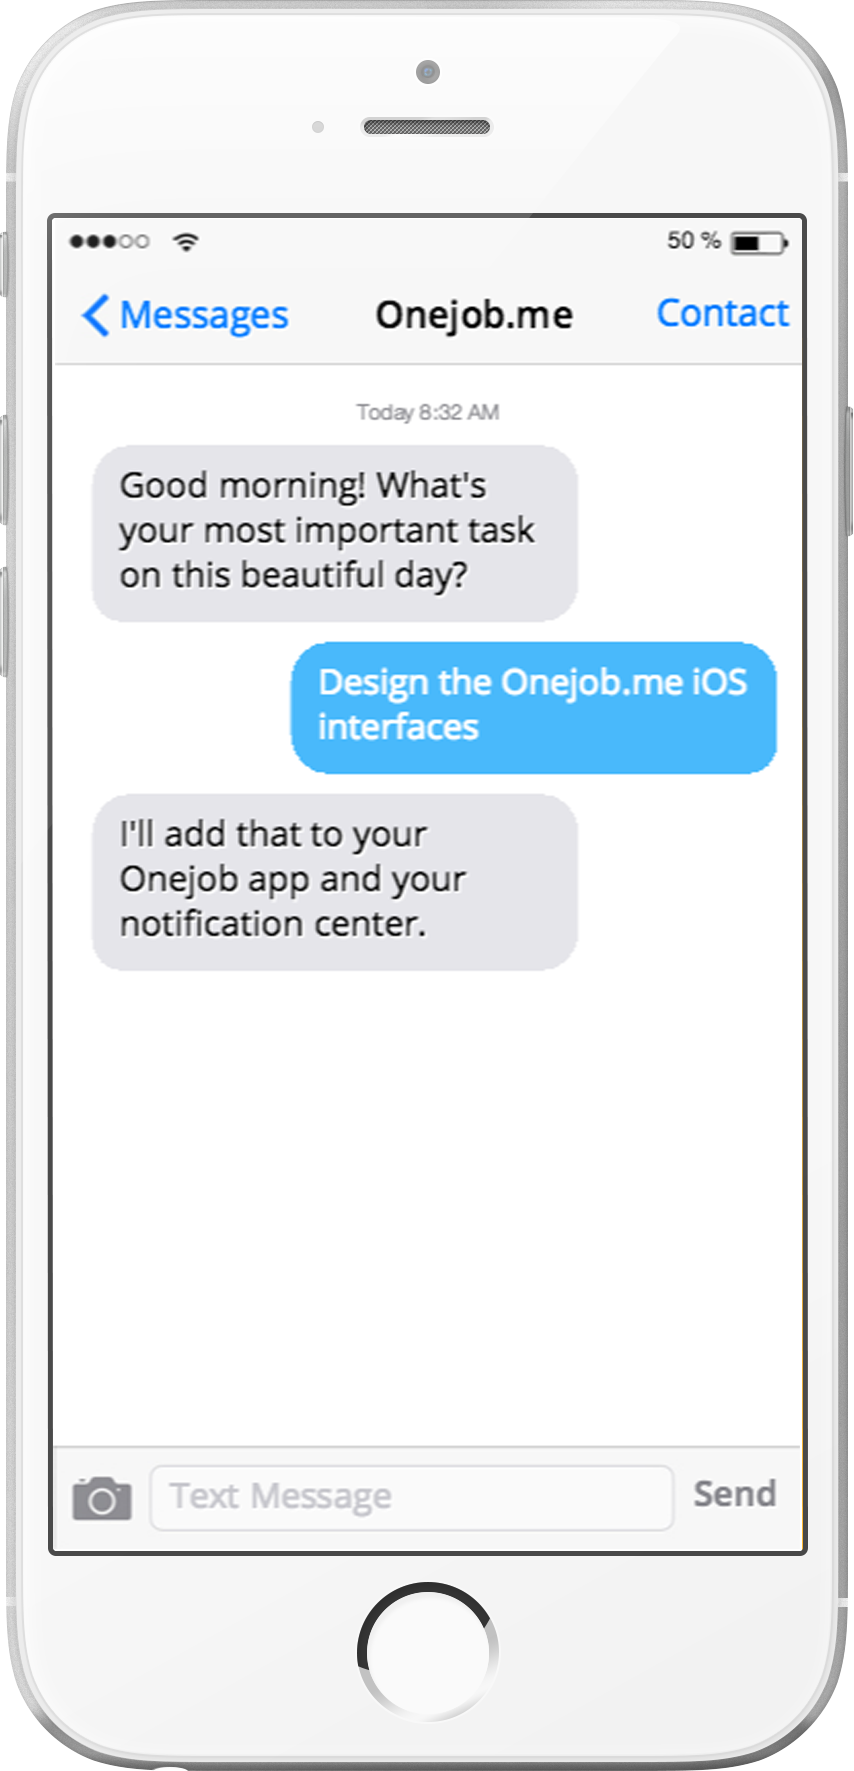 50 %
Messages Onejob.me Contact
Today 8:32 AM
Good morning! What's
your most important task
on this beautiful day?
Design the Onejob.me iOS
interfaces
I'll add that to your
Onejob app and your
notification center.
Text Message Send